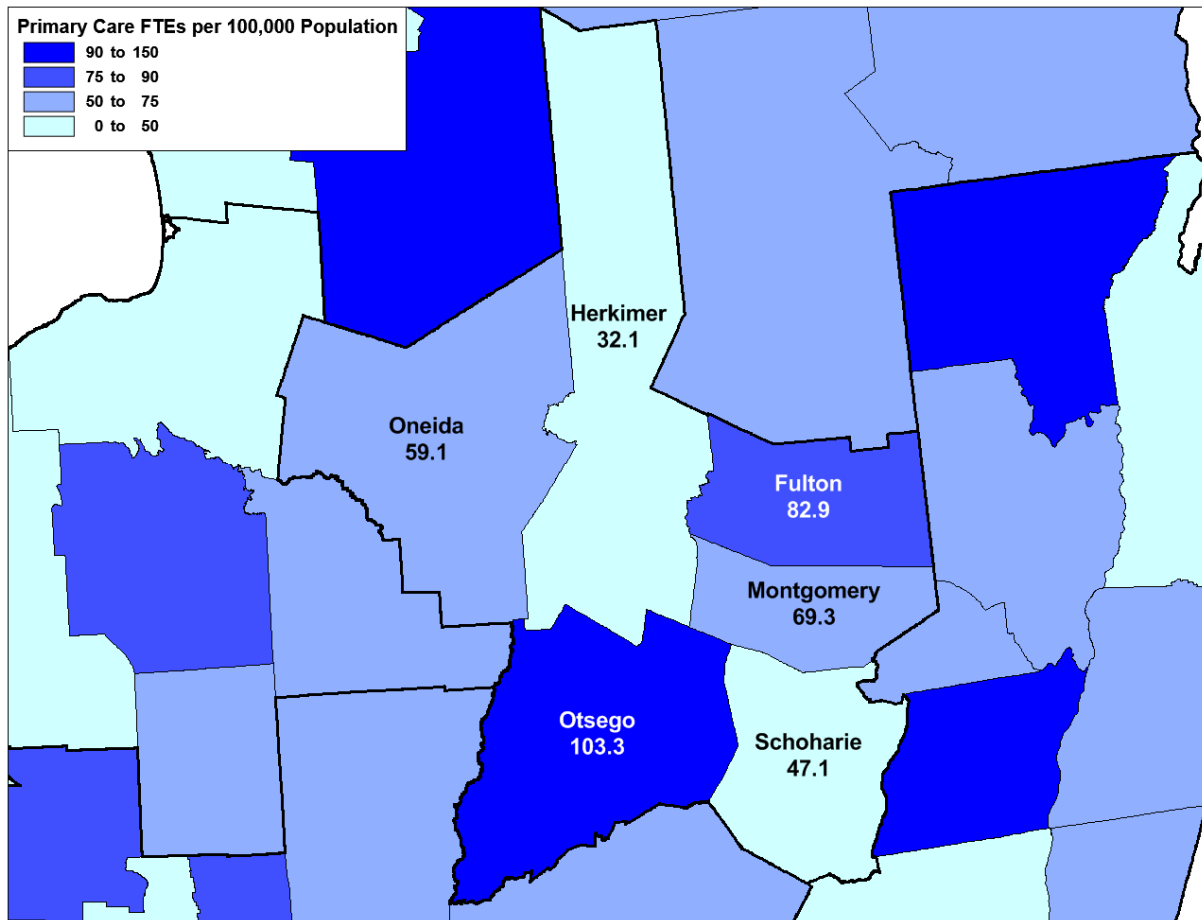 Primary Care FTEs per 100,000 Population
90 to 150
75 to 90
50 to 75
0 to 50
Herkimer
32.1
Oneida
59.1
Fulton
82.9
Montgomery
69.3
Otsego
103.3
Schoharie
47.1